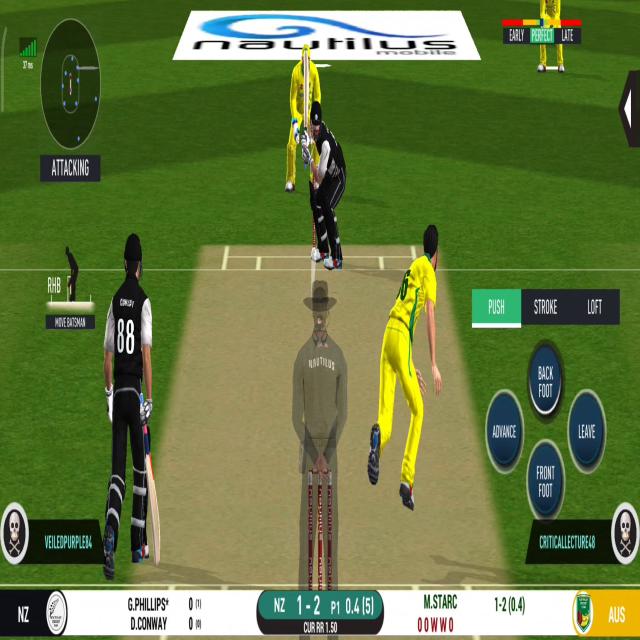 nautilus
mobile
EARLY PERFECT LATE
37 ms
ATTACKING
RHB
MOVE BATSMAN
CONWAY
88
NAUTILUS
PUSH STROKE LOFT
BACK FOOT
ADVANCE
LEAVE
FRONT FOOT
VEILEDPURPLE84
CRITICALLECTURE48
NZ
G.PHILLIPS* 0 (1)
D.CONWAY 0 (0)
NZ 1-2 P1 0.4 (5)
CUR RR 1.50
M.STARC 1-2 (0.4)
0 0 W W 0
AUS